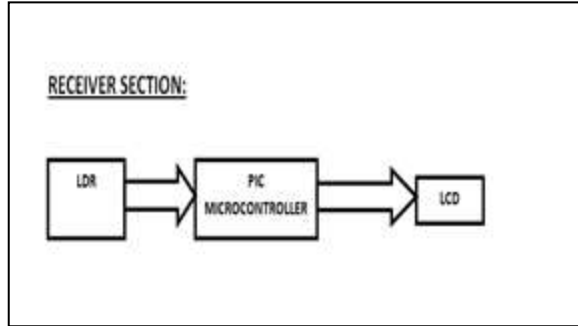 RECEIVER SECTION:
LDR
PIC
MICROCONTROLLER
LCD